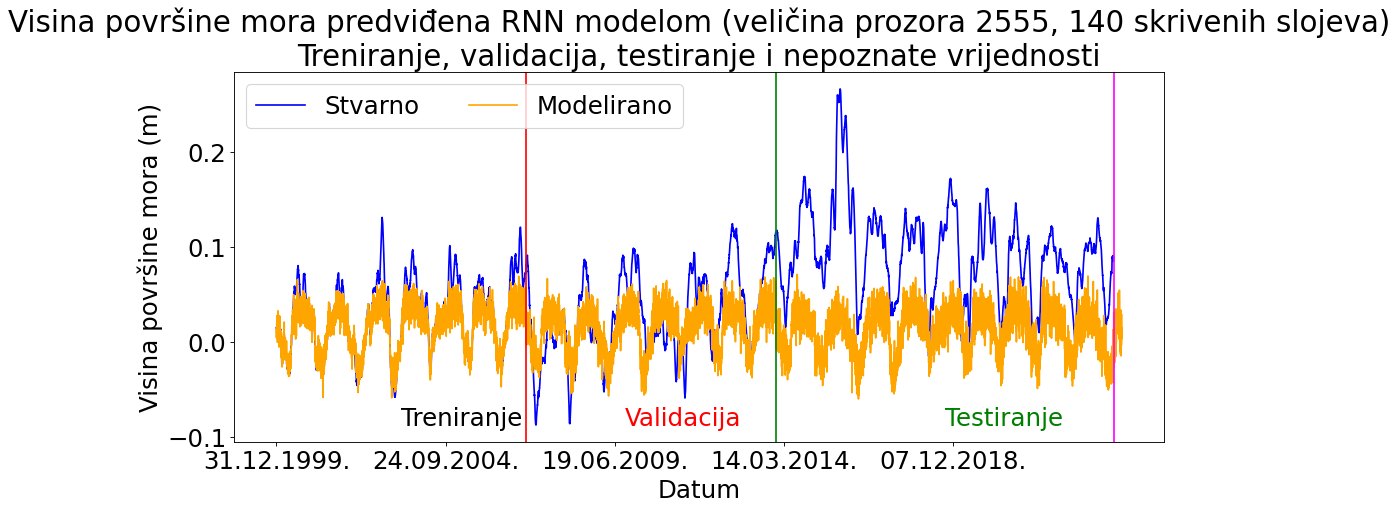 Visina površine mora predviđena RNN modelom (veličina prozora 2555, 140 skrivenih slojeva)
Treniranje, validacija, testiranje i nepoznate vrijednosti
Stvarno Modelirano
Visina površine mora (m)
0.2
0.1
0.0
−0.1
Treniranje Validacija Testiranje
31.12.1999. 24.09.2004. 19.06.2009. 14.03.2014. 07.12.2018.
Datum